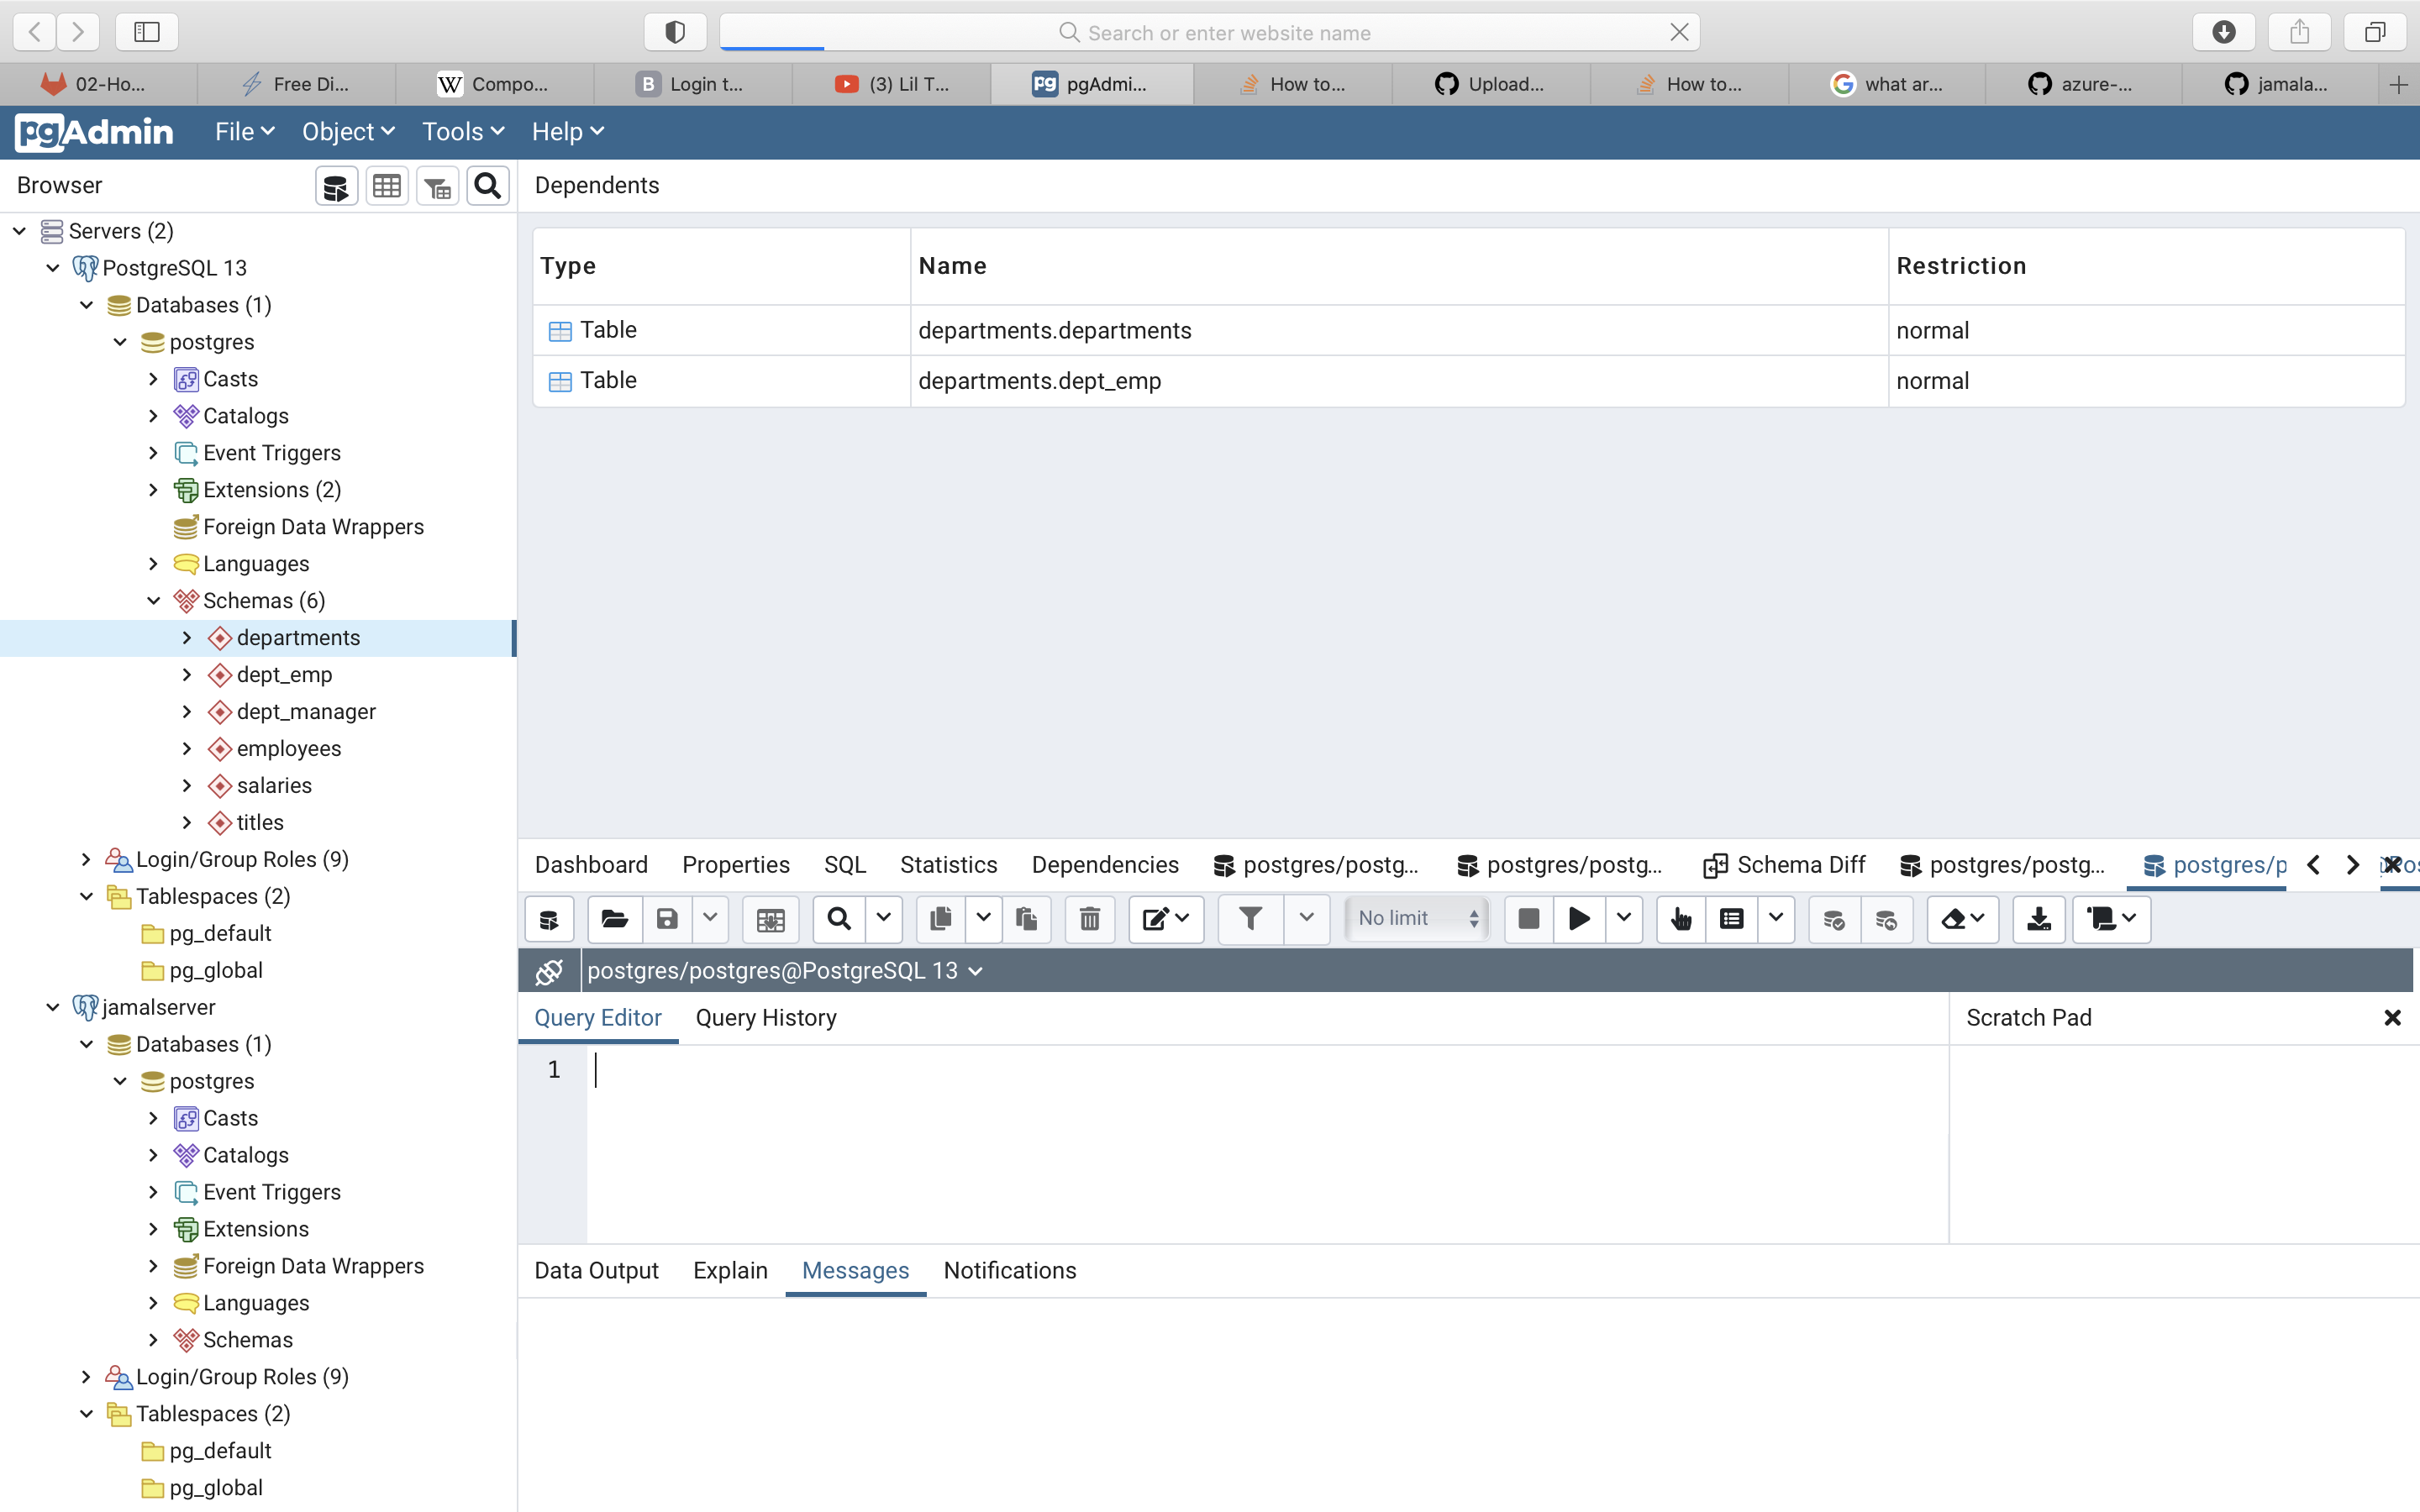 Search or enter website name
02-Ho...
Free Di...
W Compo...
B Login t...
(3) Lil T...
pg pgAdmi...
How to...
Upload...
How to...
G what ar...
azure-...
jamala...
pgAdmin File Object Tools Help
Browser
Servers (2)
PostgreSQL 13
Databases (1)
postgres
Casts
Catalogs
Event Triggers
Extensions (2)
Foreign Data Wrappers
Languages
Schemas (6)
departments
dept_emp
dept_manager
employees
salaries
titles
Login/Group Roles (9)
Tablespaces (2)
pg_default
pg_global
jamalserver
Databases (1)
postgres
Casts
Catalogs
Event Triggers
Extensions
Foreign Data Wrappers
Languages
Schemas
Login/Group Roles (9)
Tablespaces (2)
pg_default
pg_global
Dependents
Type Name Restriction
Table departments.departments normal
Table departments.dept_emp normal
Dashboard Properties SQL Statistics Dependencies postgres/postg... postgres/postg... Schema Diff postgres/postg... postgres/p
No limit
postgres/postgres@PostgreSQL 13
Query Editor Query History Scratch Pad
1
Data Output Explain Messages Notifications